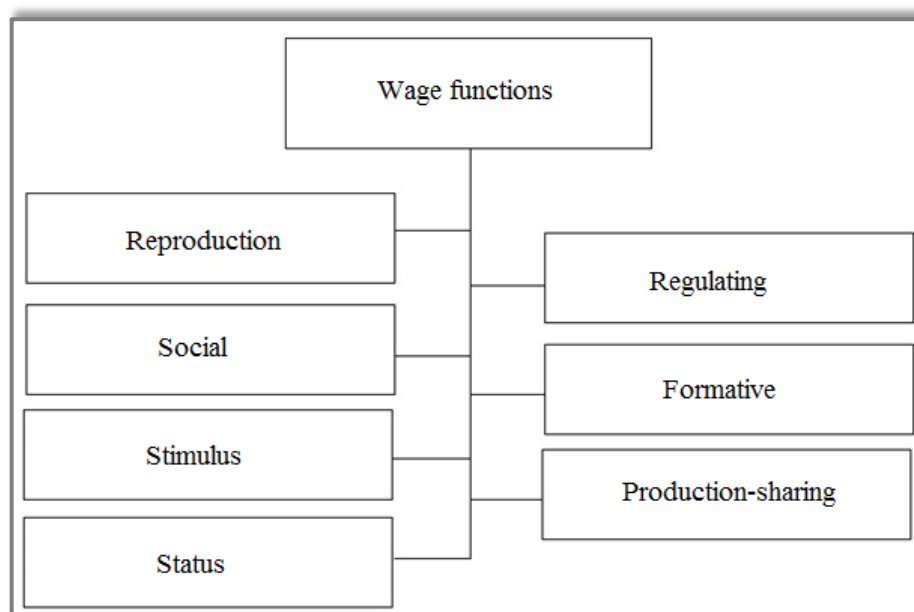 Wage functions
Reproduction
Social
Stimulus
Status
Regulating
Formative
Production-sharing